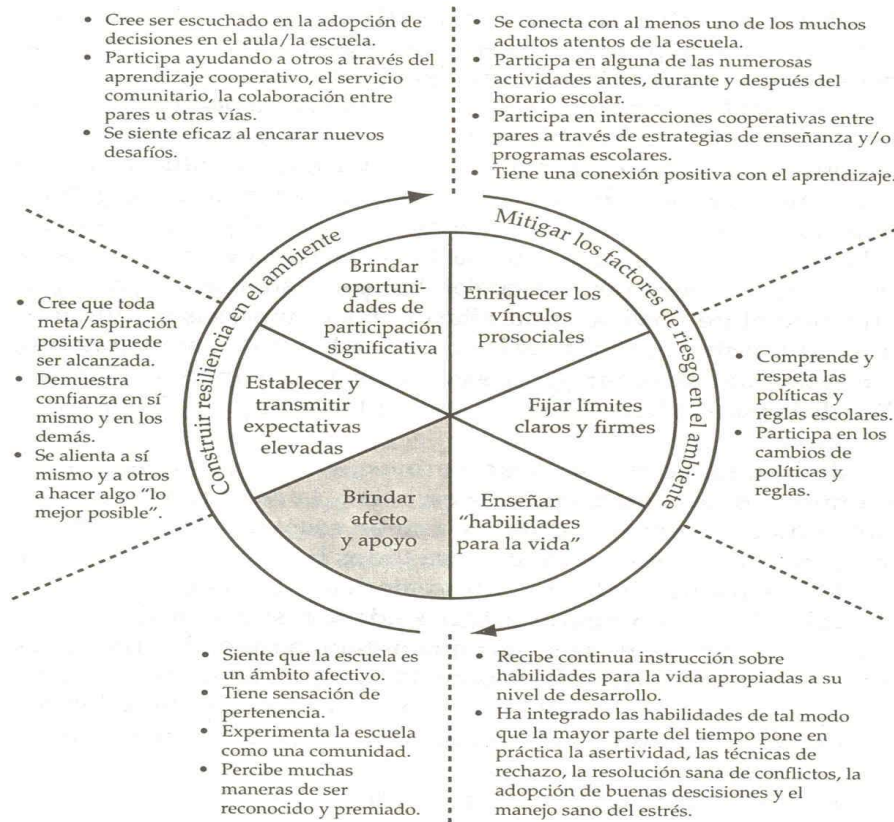 • Cree ser escuchado en la adopción de
decisiones en el aula/la escuela.
• Participa ayudando a otros a través del
aprendizaje cooperativo, el servicio
comunitario, la colaboración entre
pares u otras vías.
• Se siente eficaz al encarar nuevos
desafíos.
• Se conecta con al menos uno de los muchos
adultos atentos de la escuela.
• Participa en alguna de las numerosas
actividades antes, durante y después del
horario escolar.
• Participa en interacciones cooperativas entre
pares a través de estrategias de enseñanza y/o
programas escolares.
• Tiene una conexión positiva con el aprendizaje.
Construir resiliencia en el ambiente
Mitigar los factores de riesgo en el ambiente
Brindar
oportuni-
dades de
participación
significativa
Enriquecer los
vínculos
prosociales
• Cree que toda
meta/aspiración
positiva puede
ser alcanzada.
• Demuestra
confianza en sí
mismo y en los
demás.
• Se alienta a sí
mismo y a otros
a hacer algo “lo
mejor posible”.
Establecer y
transmitir
expectativas
elevadas
Fijar límites
claros y firmes
• Comprende y
respeta las
políticas y
reglas escolares.
• Participa en los
cambios de
políticas y
reglas.
Brindar
afecto
y apoyo
Enseñar
“habilidades
para la vida”
• Siente que la escuela es
un ámbito afectivo.
• Tiene sensación de
pertenencia.
• Experimenta la escuela
como una comunidad.
• Percibe muchas
maneras de ser
reconocido y premiado.
• Recibe continua instrucción sobre
habilidades para la vida apropiadas a su
nivel de desarrollo.
• Ha integrado las habilidades de tal modo
que la mayor parte del tiempo pone en
práctica la asertividad, las técnicas de
rechazo, la resolución sana de conflictos, la
adopción de buenas descisiones y el
manejo sano del estrés.